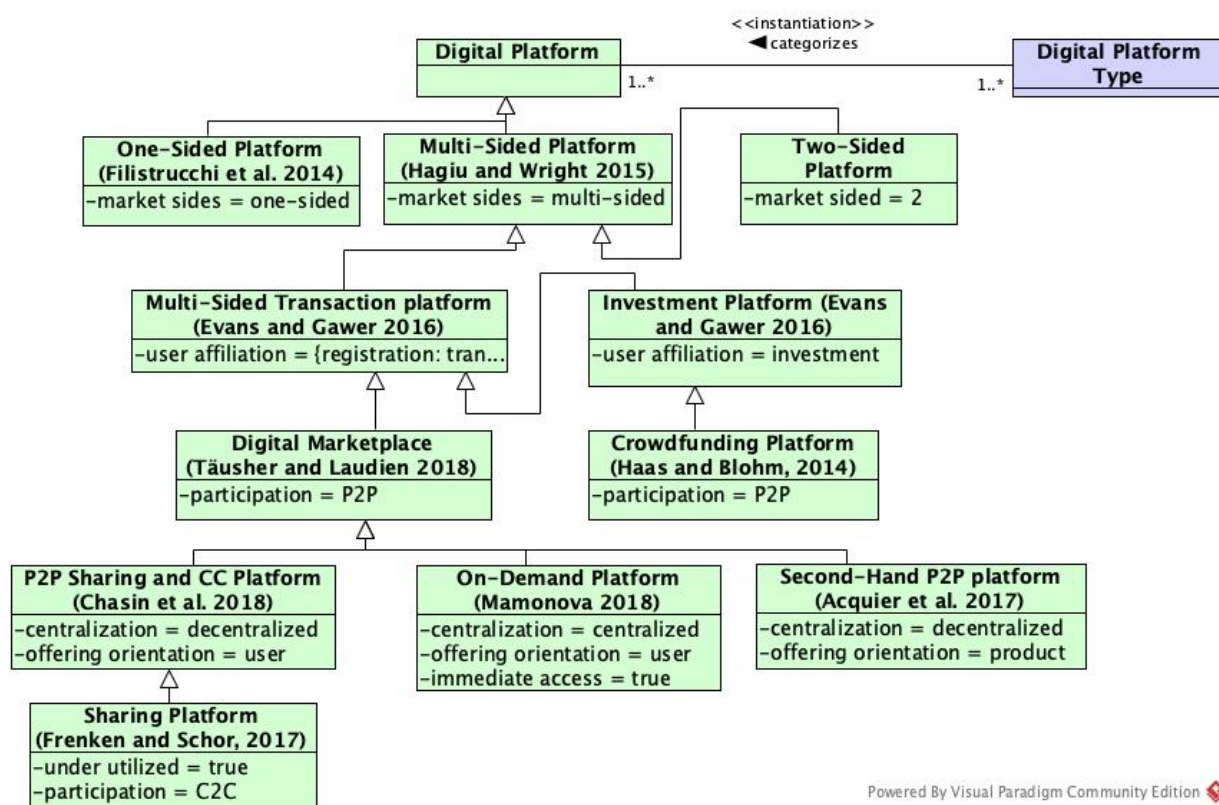 <<instantiation>>
◀ categorizes
Digital Platform
1..*
1..*
Digital Platform
Type
One-Sided Platform
(Filistrucchi et al. 2014)
-market sides = one-sided
Multi-Sided Platform
(Hagiu and Wright 2015)
-market sides = multi-sided
Two-Sided
Platform
-market sided = 2
Multi-Sided Transaction platform
(Evans and Gawer 2016)
-user affiliation = {registration: tran...
Investment Platform (Evans
and Gawer 2016)
-user affiliation = investment
Digital Marketplace
(Täusher and Laudien 2018)
-participation = P2P
Crowdfunding Platform
(Haas and Blohm, 2014)
-participation = P2P
P2P Sharing and CC Platform
(Chasin et al. 2018)
-centralization = decentralized
-offering orientation = user
On-Demand Platform
(Mamonova 2018)
-centralization = centralized
-offering orientation = user
-immediate access = true
Second-Hand P2P platform
(Acquier et al. 2017)
-centralization = decentralized
-offering orientation = product
Sharing Platform
(Frenken and Schor, 2017)
-under utilized = true
-participation = C2C
Powered By Visual Paradigm Community Edition